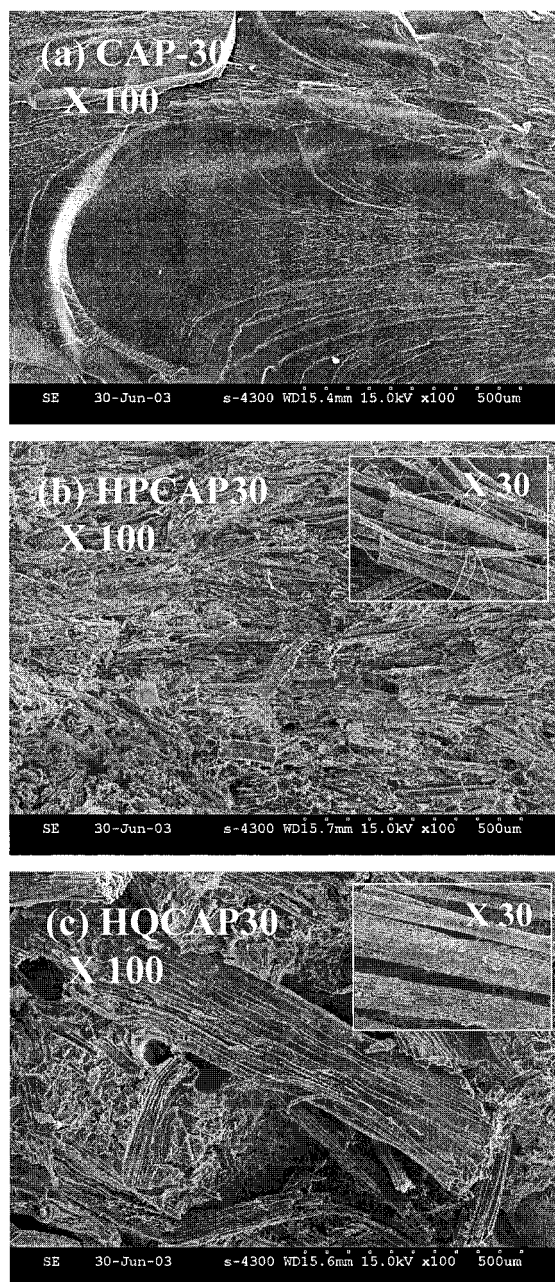 (a) CAP-30
X 100
SE 30-Jun-03 s-4300 WD15.4mm 15.0kV x100 500um
(b) HPCAP30
X 100
X 30
SE 30-Jun-03 s-4300 WD15.7mm 15.0kV x100 500um
(c) HQCAP30
X 100
X 30
SE 30-Jun-03 s-4300 WD15.6mm 15.0kV x100 500um